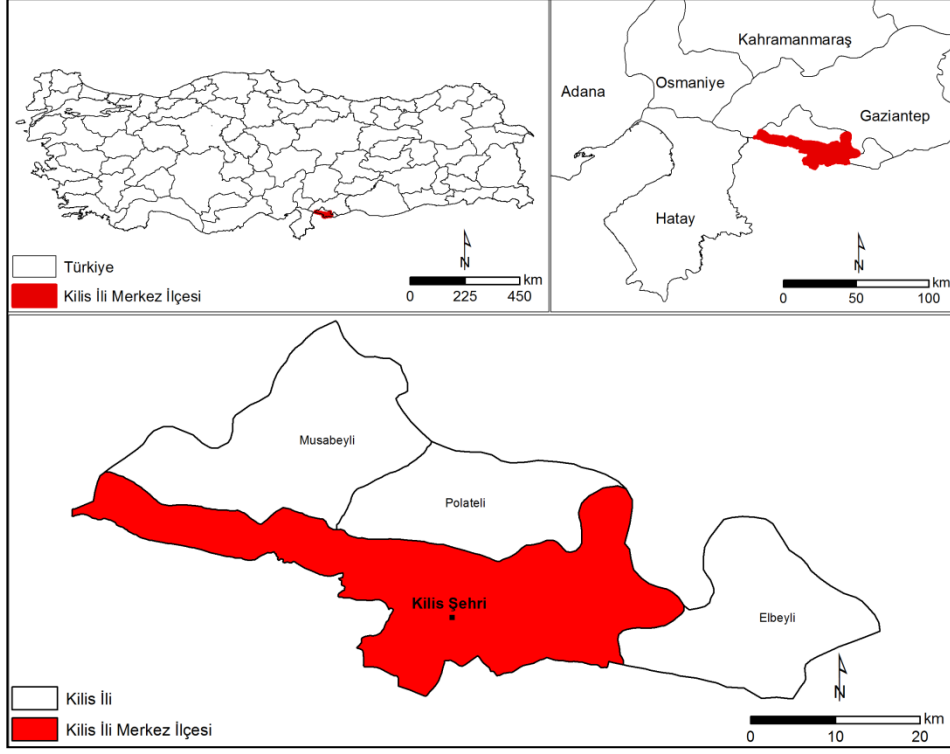 Türkiye
Kilis İli Merkez İlçesi
N
km
0 225 450
Kahramanmaraş
Osmaniye
Adana
Gaziantep
Hatay
N
km
0 50 100
Musabeyli
Polateli
Kilis Şehri
Elbeyli
Kilis İli
Kilis İli Merkez İlçesi
N
km
0 10 20